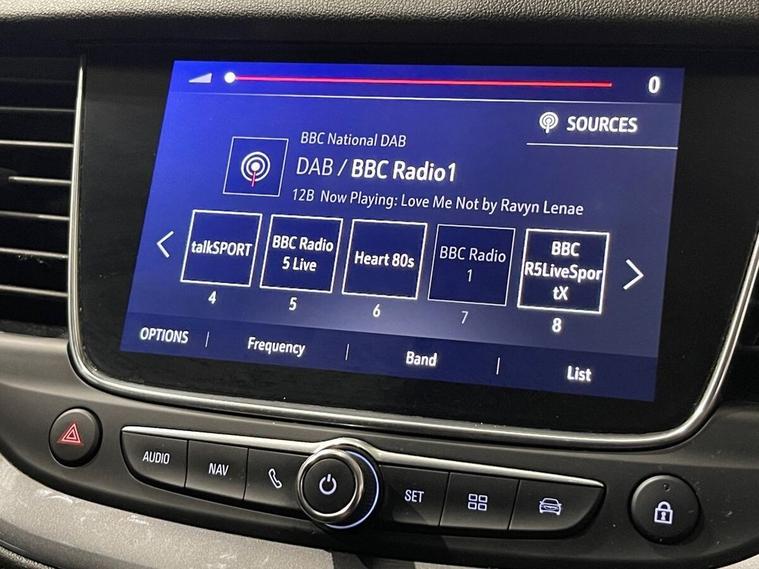 0
SOURCES
BBC National DAB
DAB / BBC Radio1
12B Now Playing: Love Me Not by Ravyn Lenae
talkSPORT
4
BBC Radio
5 Live
5
Heart 80s
6
BBC Radio
1
7
BBC
R5LiveSpor
tX
8
OPTIONS
Frequency
Band
List
AUDIO
NAV
SET